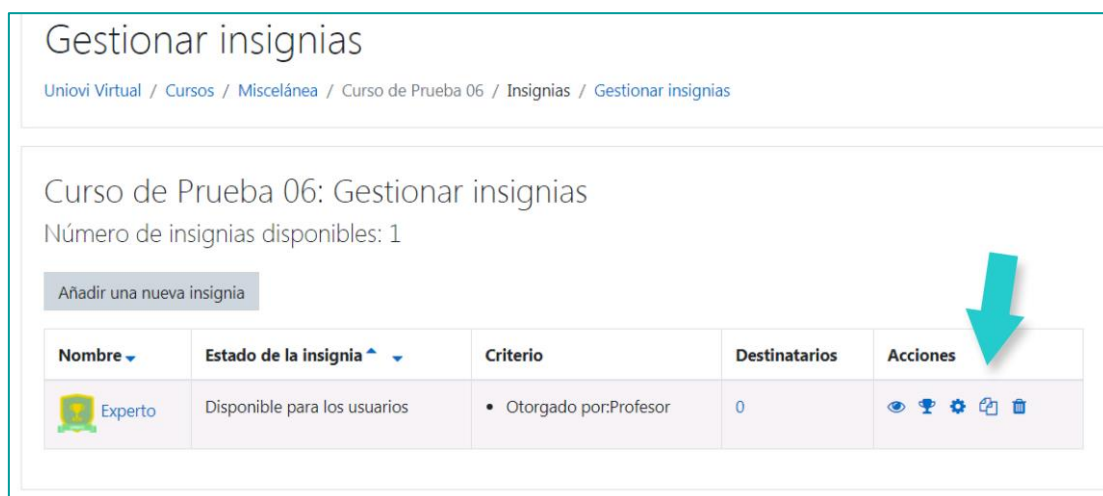 Gestionar insignias
Uniovi Virtual / Cursos / Miscelánea / Curso de Prueba 06 / Insignias / Gestionar insignias
Curso de Prueba 06: Gestionar insignias
Número de insignias disponibles: 1
Añadir una nueva insignia
Nombre Estado de la insignia Criterio Destinatarios Acciones
Experto Disponible para los usuarios • Otorgado por:Profesor 0